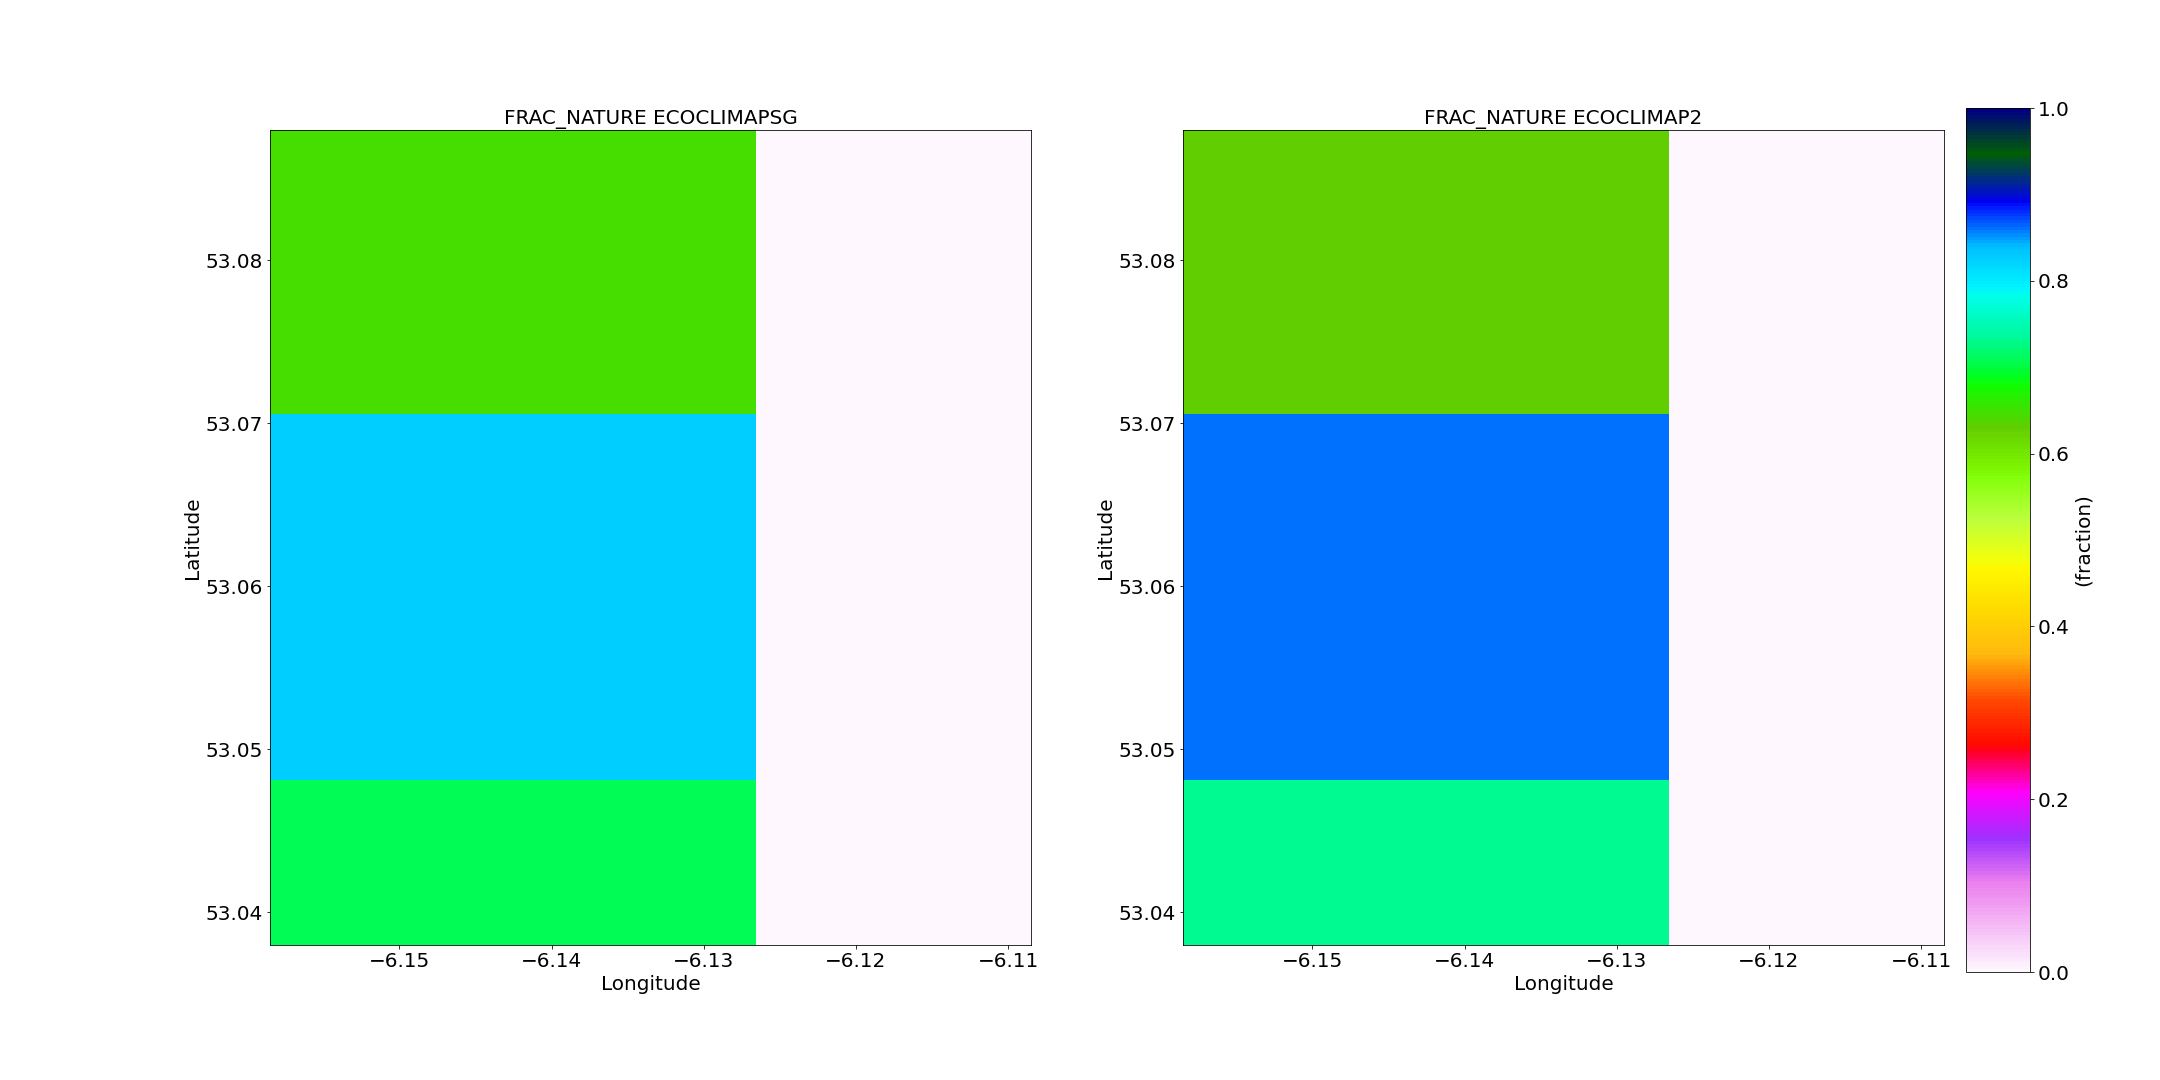 FRAC_NATURE ECOCLIMAPSG
53.08
53.07
53.06
53.05
53.04
Latitude
−6.15 −6.14 −6.13 −6.12 −6.11
Longitude
FRAC_NATURE ECOCLIMAP2
53.08
53.07
53.06
53.05
53.04
Latitude
−6.15 −6.14 −6.13 −6.12 −6.11
Longitude
1.0
0.8
0.6
0.4
0.2
0.0
(fraction)